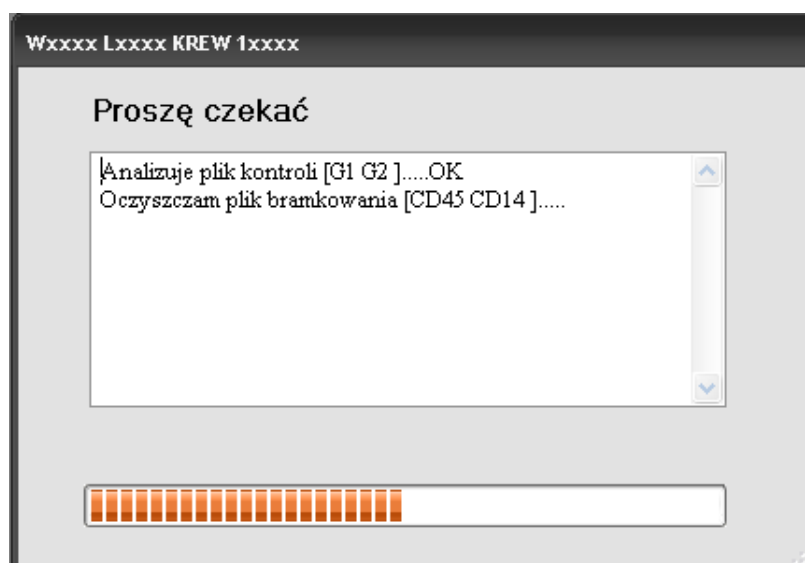 Wxxxx Lxxxx KREW 1xxxx
Proszę czekać
Analizuje plik kontroli [G1 G2 ].....OK
Oczyszczam plik bramkowania [CD45 CD14 ].....